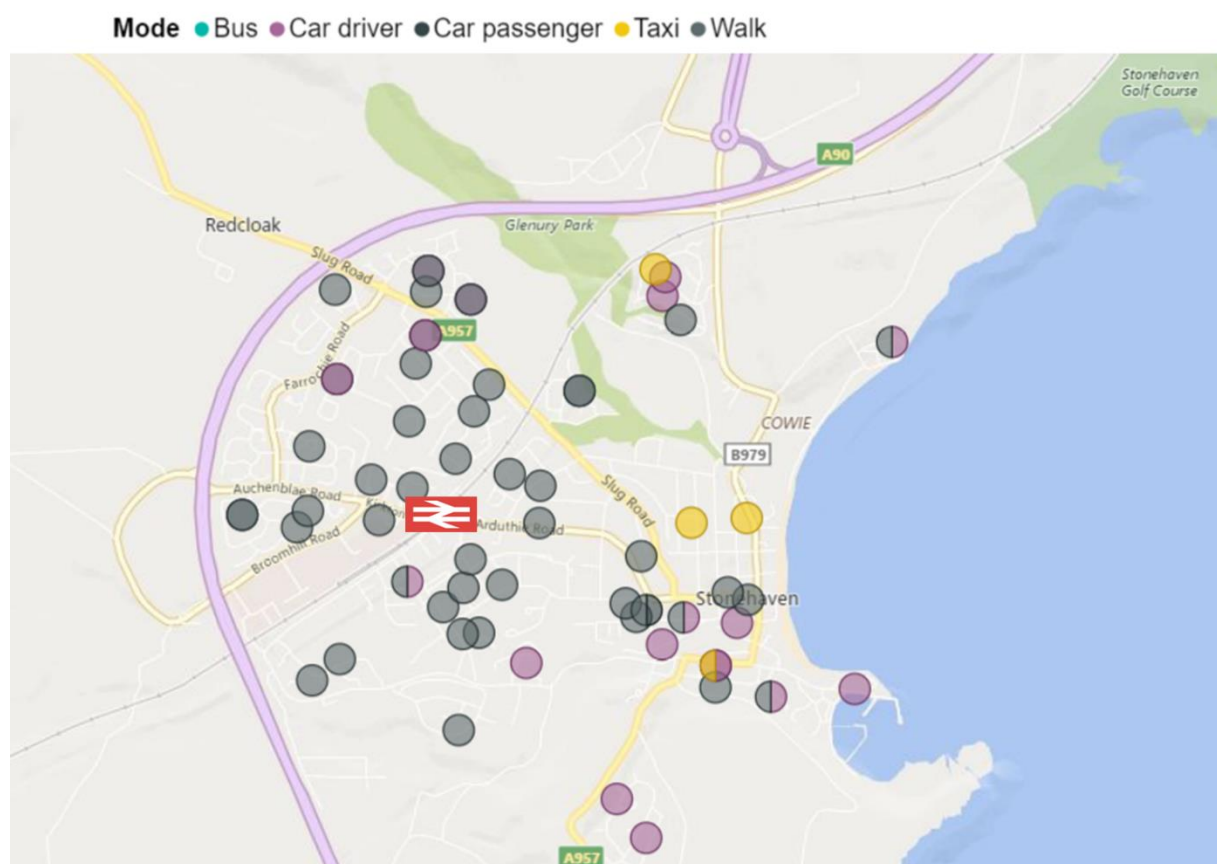 Mode Bus Car driver Car passenger Taxi Walk
Stonehaven
Golf Course
A90
Redcloak
Glenury Park
Slug Road
A957
Farrochie Road
COWIE
B979
Auchenblae Road
Slug Road
Arduthie Road
Broomhill Road
Stonehaven
A957